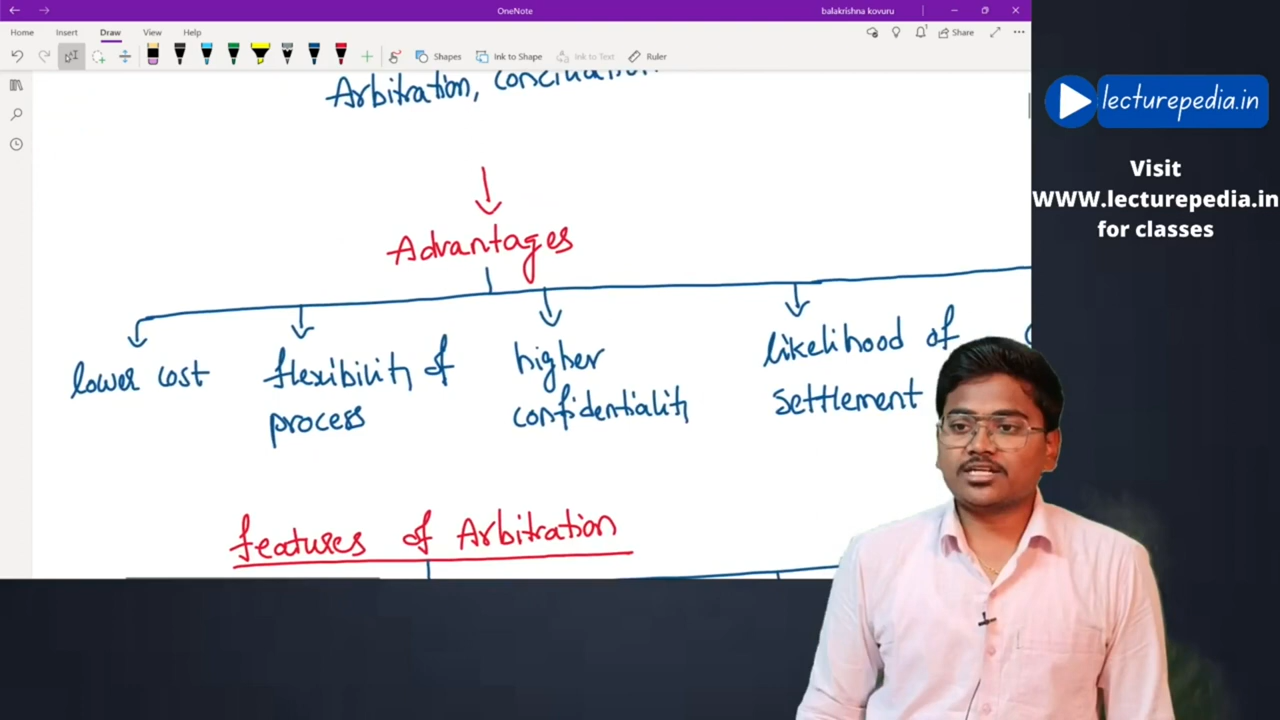 OneNote
balakrishna kovuru
Home Insert Draw View Help
Share
Shapes Ink to Shape Ink to Text Ruler
Arbitration, conciliation
Advantages
lower cost
flexibility of
process
higher
confidentiality
likelihood of
settlement
features of Arbitration
lecturepedia.in
Visit
WWW.lecturepedia.in
for classes